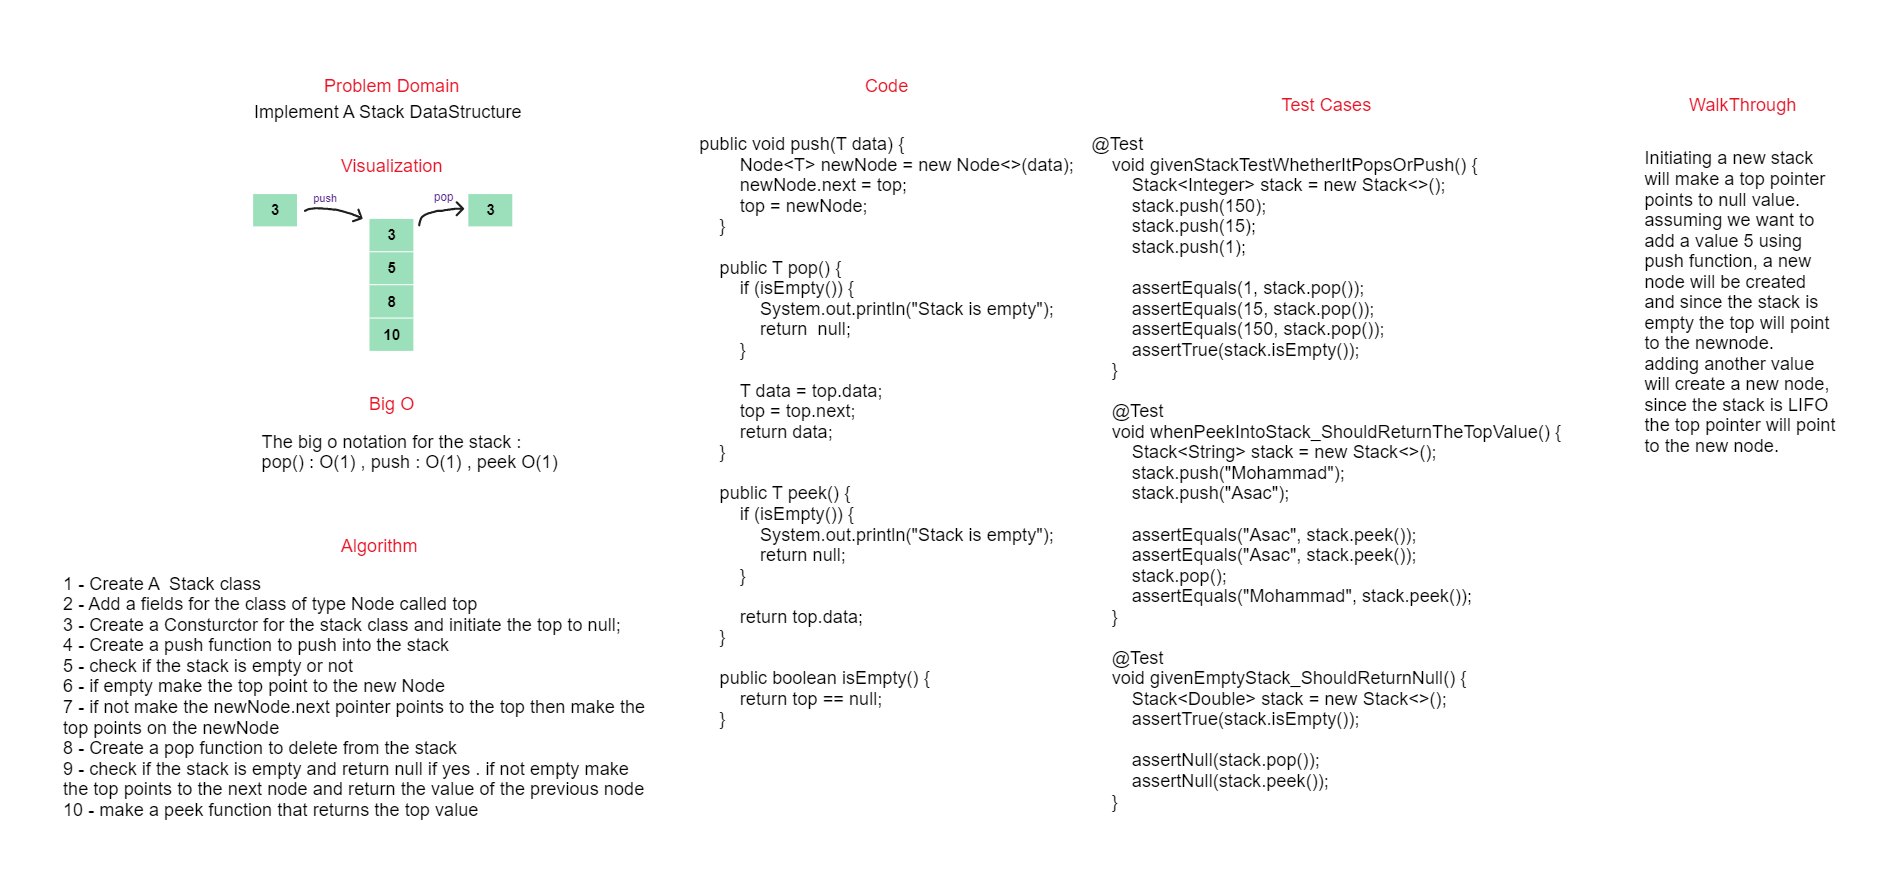 Problem Domain
Implement A Stack DataStructure
Visualization
3
push
pop
3
3
5
8
10
Big O
The big o notation for the stack :
pop() : O(1) , push : O(1) , peek O(1)
Algorithm
1 - Create A  Stack class
2 - Add a fields for the class of type Node called top
3 - Create a Consturctor for the stack class and initiate the top to null;
4 - Create a push function to push into the stack
5 - check if the stack is empty or not
6 - if empty make the top point to the new Node
7 - if not make the newNode.next pointer points to the top then make the
top points on the newNode
8 - Create a pop function to delete from the stack
9 - check if the stack is empty and return null if yes . if not empty make
the top points to the next node and return the value of the previous node
10 - make a peek function that returns the top value
Code
public void push(T data) {
Node<T> newNode = new Node<>(data);
newNode.next = top;
top = newNode;
}
public T pop() {
if (isEmpty()) {
System.out.println("Stack is empty");
return  null;
}
T data = top.data;
top = top.next;
return data;
}
public T peek() {
if (isEmpty()) {
System.out.println("Stack is empty");
return null;
}
return top.data;
}
public boolean isEmpty() {
return top == null;
}
Test Cases
@Test
void givenStackTestWhetherItPopsOrPush() {
Stack<Integer> stack = new Stack<>();
stack.push(150);
stack.push(15);
stack.push(1);
assertEquals(1, stack.pop());
assertEquals(15, stack.pop());
assertEquals(150, stack.pop());
assertTrue(stack.isEmpty());
}
@Test
void whenPeekIntoStack_ShouldReturnTheTopValue() {
Stack<String> stack = new Stack<>();
stack.push("Mohammad");
stack.push("Asac");
assertEquals("Asac", stack.peek());
assertEquals("Asac", stack.peek());
stack.pop();
assertEquals("Mohammad", stack.peek());
}
@Test
void givenEmptyStack_ShouldReturnNull() {
Stack<Double> stack = new Stack<>();
assertTrue(stack.isEmpty());
assertNull(stack.pop());
assertNull(stack.peek());
}
WalkThrough
Initiating a new stack
will make a top pointer
points to null value.
assuming we want to
add a value 5 using
push function, a new
node will be created
and since the stack is
empty the top will point
to the newnode.
adding another value
will create a new node,
since the stack is LIFO
the top pointer will point
to the new node.